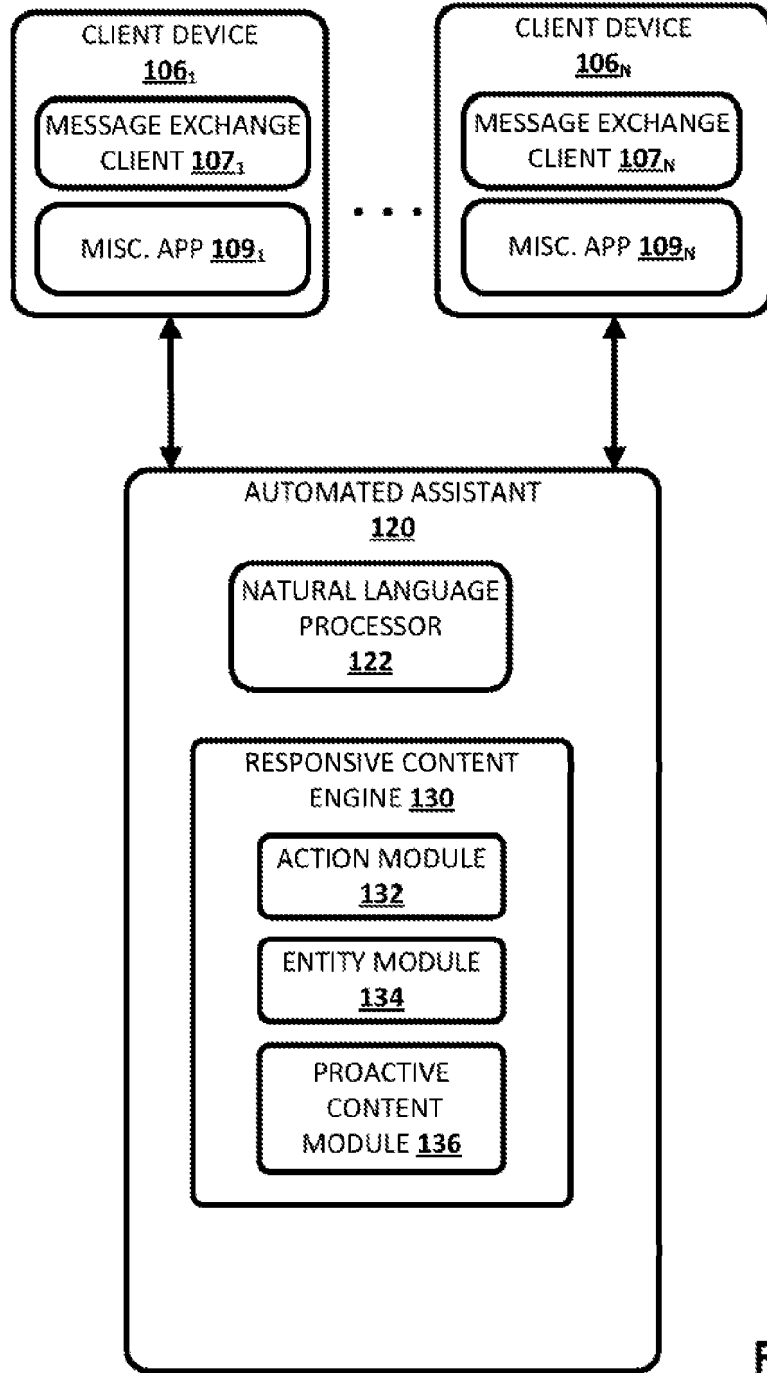 CLIENT DEVICE
106₁
MESSAGE EXCHANGE
CLIENT 107₁
MISC. APP 109₁
. . .
CLIENT DEVICE
106N
MESSAGE EXCHANGE
CLIENT 107N
MISC. APP 109N
AUTOMATED ASSISTANT
120
NATURAL LANGUAGE
PROCESSOR
122
RESPONSIVE CONTENT
ENGINE 130
ACTION MODULE
132
ENTITY MODULE
134
PROACTIVE
CONTENT
MODULE 136